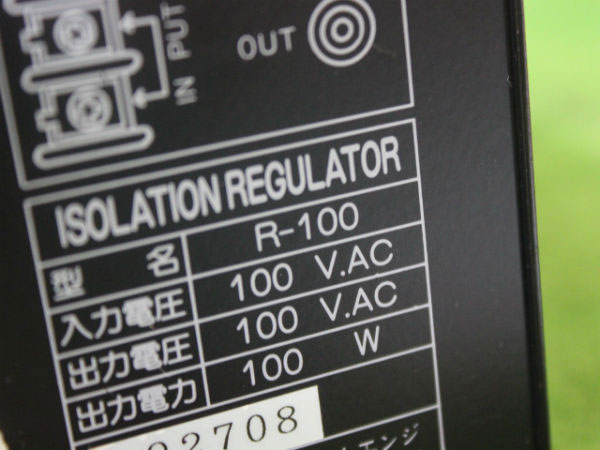 IN PUT
OUT
ISOLATION REGULATOR
型 名 R-100
入力電圧 100 V.AC
出力電圧 100 V.AC
出力電力 100 W
02708
エンジ